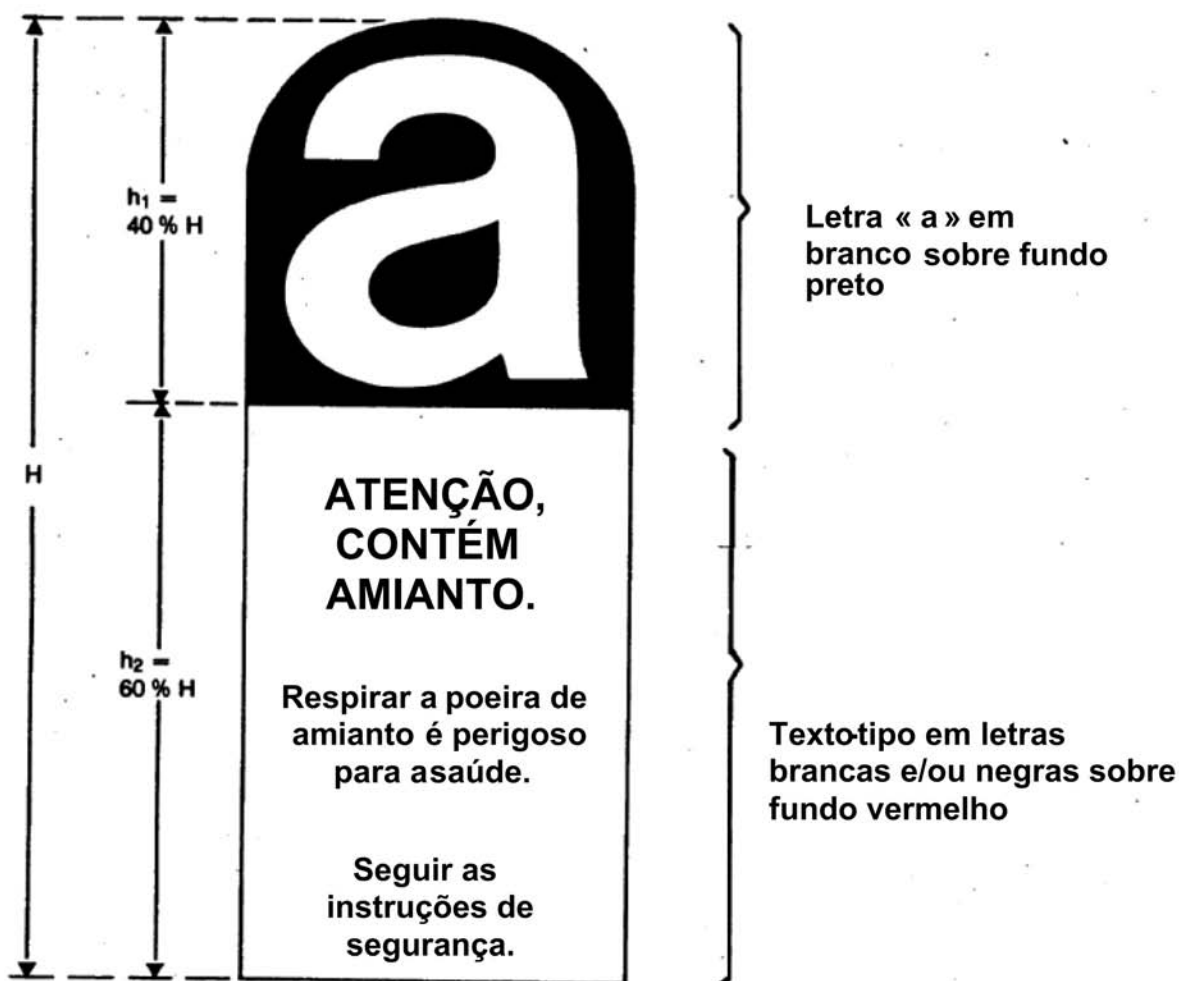 a
h₁ =
40 % H
Letra « a » em
branco sobre fundo
preto
H
ATENÇÃO,
CONTÉM
AMIANTO.
h₂ =
60 % H
Respirar a poeira de
amianto é perigoso
para asaúde.
Texto-tipo em letras
brancas e/ou negras sobre
fundo vermelho
Seguir as
instruções de
segurança.